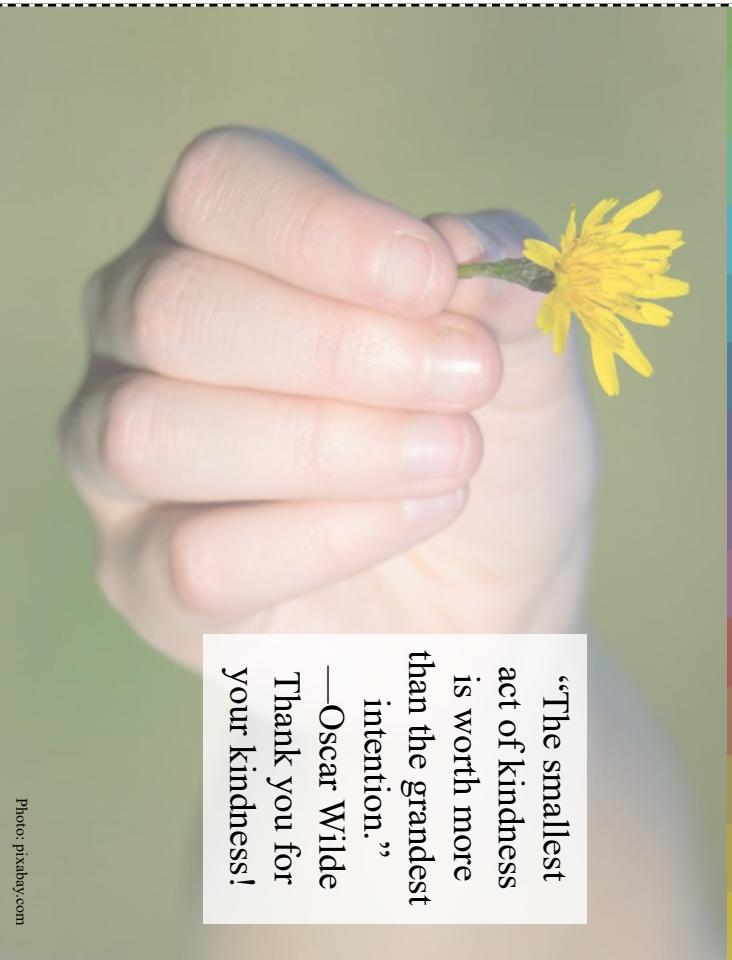 “The smallest
act of kindness
is worth more
than the grandest
intention.”
—Oscar Wilde
Thank you for
your kindness!
Photo: pixabay.com